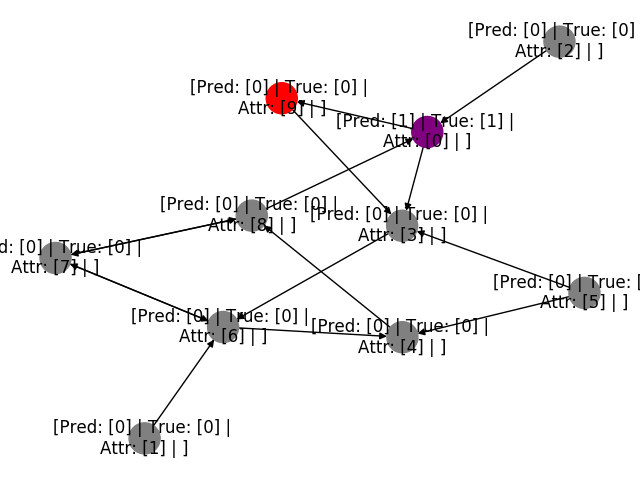 [Pred: [0] | True: [0]
Attr: [2] | ]
[Pred: [0] | True: [0] |
Attr: [9] | ]
[Pred: [1] | True: [1] |
Attr: [0] | ]
[Pred: [0] | True: [0] |
Attr: [8] | ]
[Pred: [0] | True: [0] |
Attr: [3] | ]
d: [0] | True: [0] |
Attr: [7] | ]
[Pred: [0] | True: [
Attr: [5] | ]
[Pred: [0] | True: [0] |
Attr: [6] | ]
[Pred: [0] | True: [0] |
Attr: [4] | ]
[Pred: [0] | True: [0] |
Attr: [1] | ]